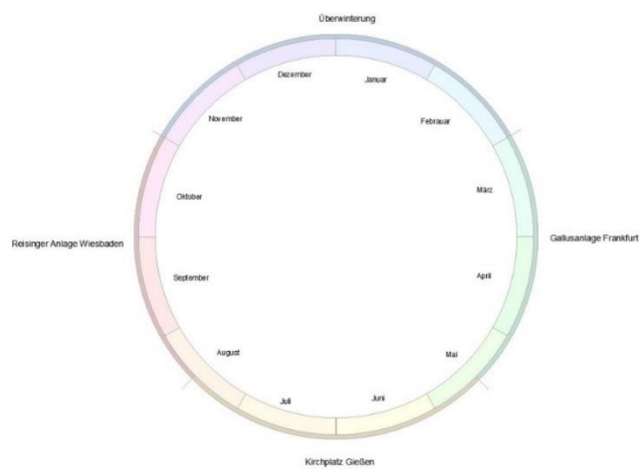 Überwinterung
Dezember
Januar
November
Febrauar
Oktober
März
Reisinger Anlage Wiesbaden
Gallusanlage Frankfurt
September
April
August
Mai
Juli
Juni
Kirchplatz Gießen